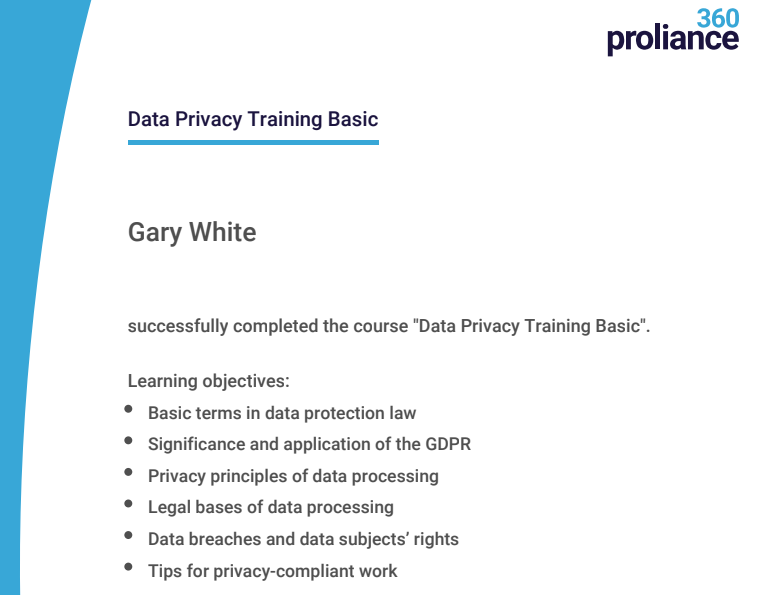 360
proliance
Data Privacy Training Basic
Gary White
successfully completed the course "Data Privacy Training Basic".
Learning objectives:
• Basic terms in data protection law
• Significance and application of the GDPR
• Privacy principles of data processing
• Legal bases of data processing
• Data breaches and data subjects’ rights
• Tips for privacy-compliant work